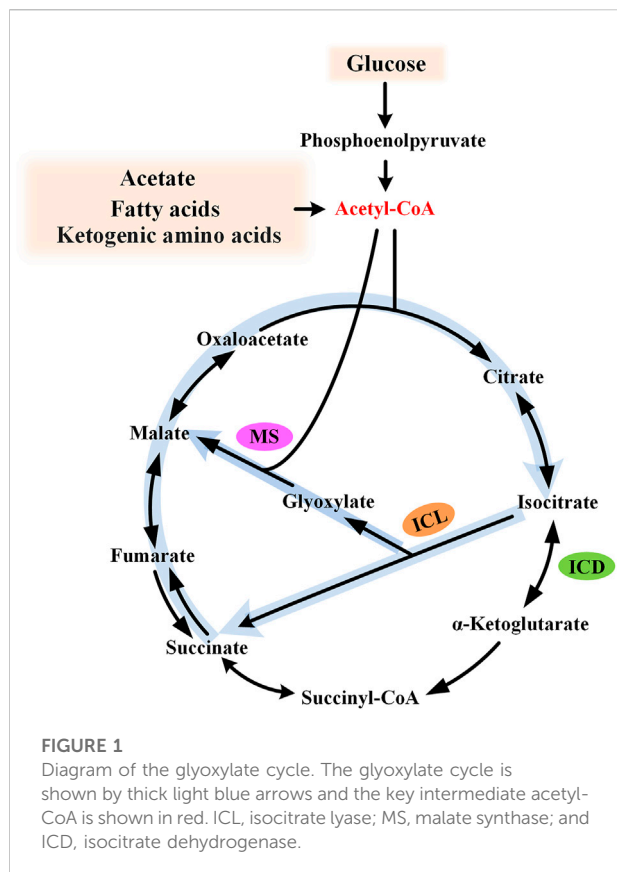 Glucose
Phosphoenolpyruvate
Acetate
Fatty acids
Ketogenic amino acids
Acetyl-CoA
Oxaloacetate
Citrate
Malate
MS
Glyoxylate
ICL
Isocitrate
Fumarate
ICD
Succinate
α-Ketoglutarate
Succinyl-CoA
FIGURE 1
Diagram of the glyoxylate cycle. The glyoxylate cycle is
shown by thick light blue arrows and the key intermediate acetyl-
CoA is shown in red. ICL, isocitrate lyase; MS, malate synthase; and
ICD, isocitrate dehydrogenase.